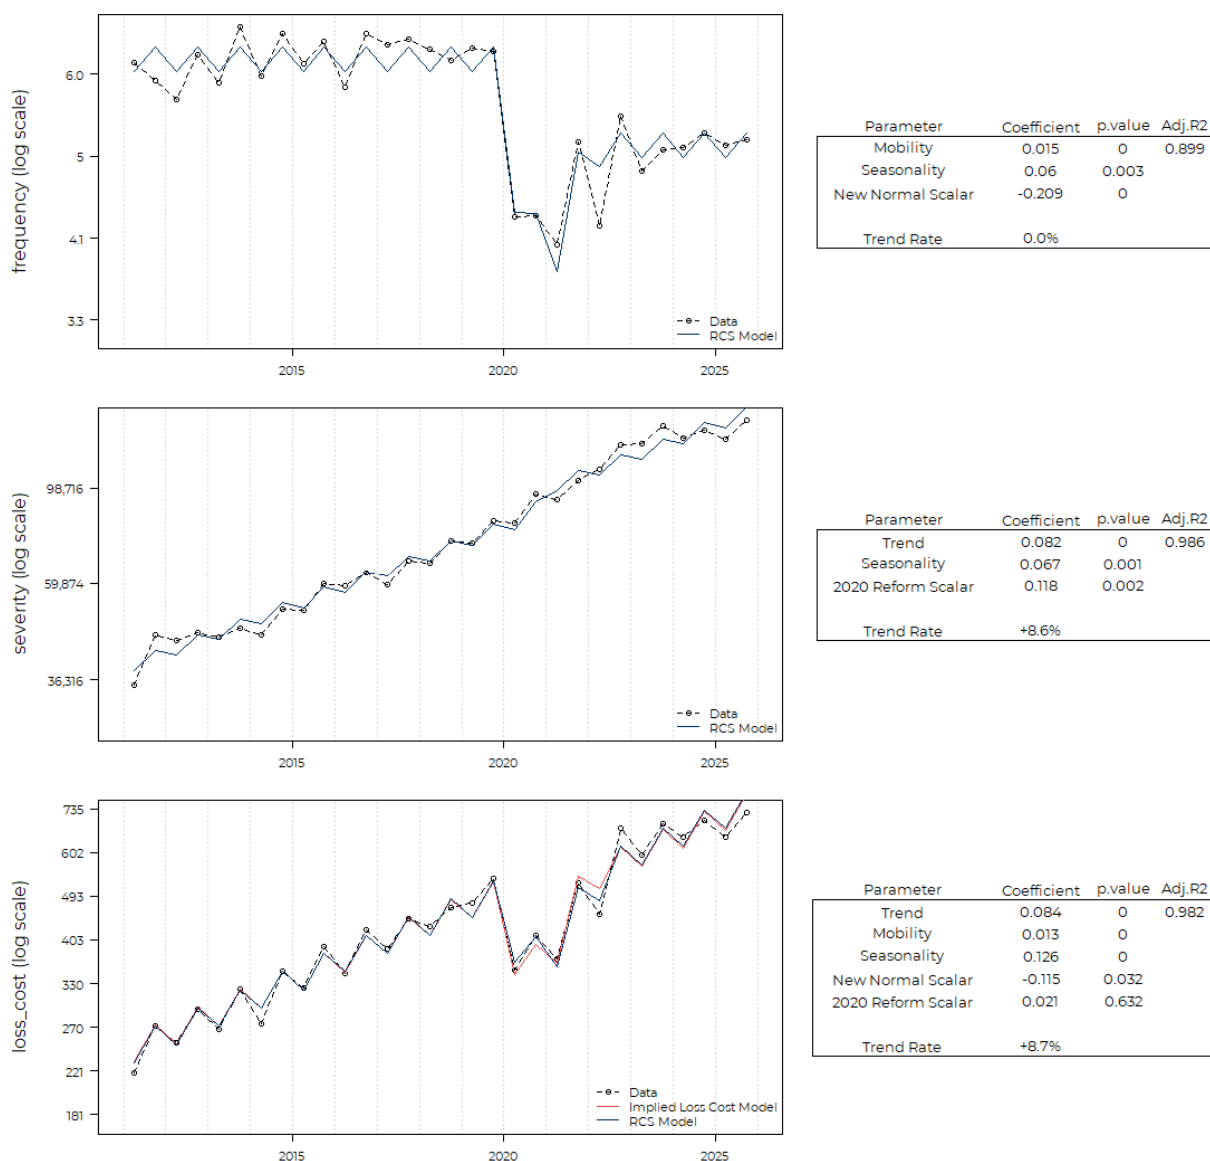 frequency (log scale)
6.0
5
4.1
3.3
Data
RCS Model
2015 2020 2025
Parameter Coefficient p.value Adj.R2
Mobility 0.015 0 0.899
Seasonality 0.06 0.003
New Normal Scalar -0.209 0
Trend Rate 0.0%
severity (log scale)
98,716
59,874
36,316
Data
RCS Model
2015 2020 2025
Parameter Coefficient p.value Adj.R2
Trend 0.082 0 0.986
Seasonality 0.067 0.001
2020 Reform Scalar 0.118 0.002
Trend Rate +8.6%
loss_cost (log scale)
735
602
493
403
330
270
221
181
Data
Implied Loss Cost Model
RCS Model
2015 2020 2025
Parameter Coefficient p.value Adj.R2
Trend 0.084 0 0.982
Mobility 0.013 0
Seasonality 0.126 0
New Normal Scalar -0.115 0.032
2020 Reform Scalar 0.021 0.632
Trend Rate +8.7%